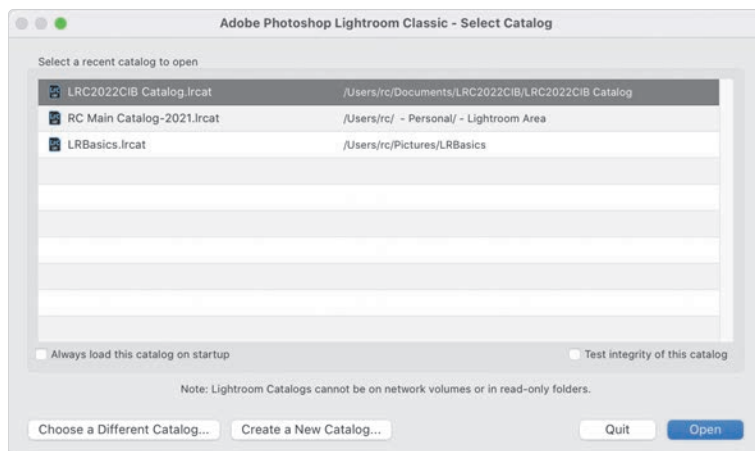 Adobe Photoshop Lightroom Classic - Select Catalog
Select a recent catalog to open
LRC2022CIB Catalog.lrcat /Users/rc/Documents/LRC2022CIB/LRC2022CIB Catalog
RC Main Catalog-2021.lrcat /Users/rc/ - Personal/ - Lightroom Area
LRBasics.lrcat /Users/rc/Pictures/LRBasics
Always load this catalog on startup Test integrity of this catalog
Note: Lightroom Catalogs cannot be on network volumes or in read-only folders.
Choose a Different Catalog... Create a New Catalog... Quit Open